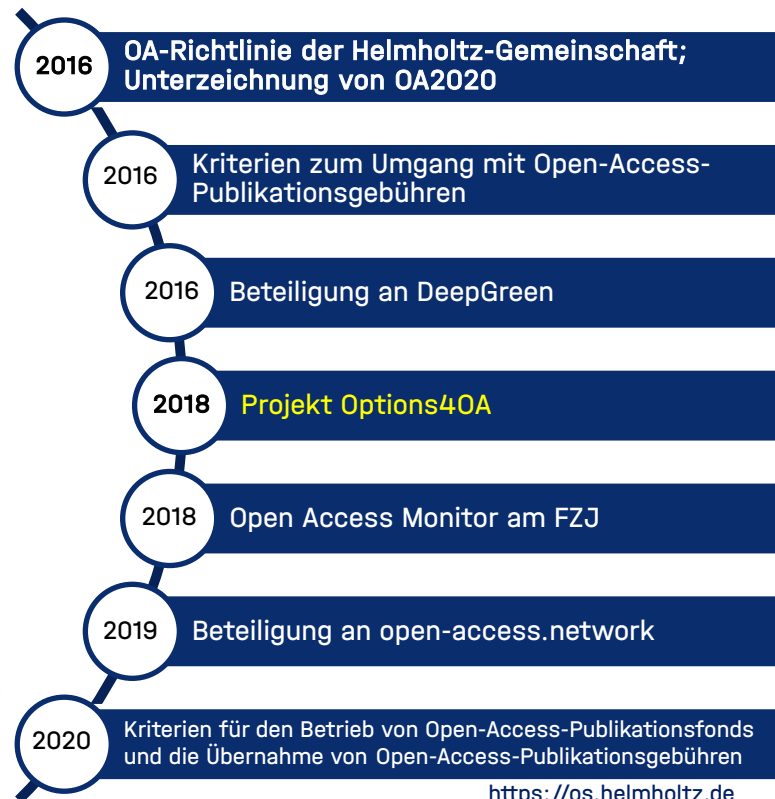 2016
OA-Richtlinie der Helmholtz-Gemeinschaft;
Unterzeichnung von OA2020
2016
Kriterien zum Umgang mit Open-Access-
Publikationsgebühren
2016
Beteiligung an DeepGreen
2018
Projekt Options4OA
2018
Open Access Monitor am FZJ
2019
Beteiligung an open-access.network
2020
Kriterien für den Betrieb von Open-Access-Publikationsfonds
und die Übernahme von Open-Access-Publikationsgebühren
https://os.helmholtz.de